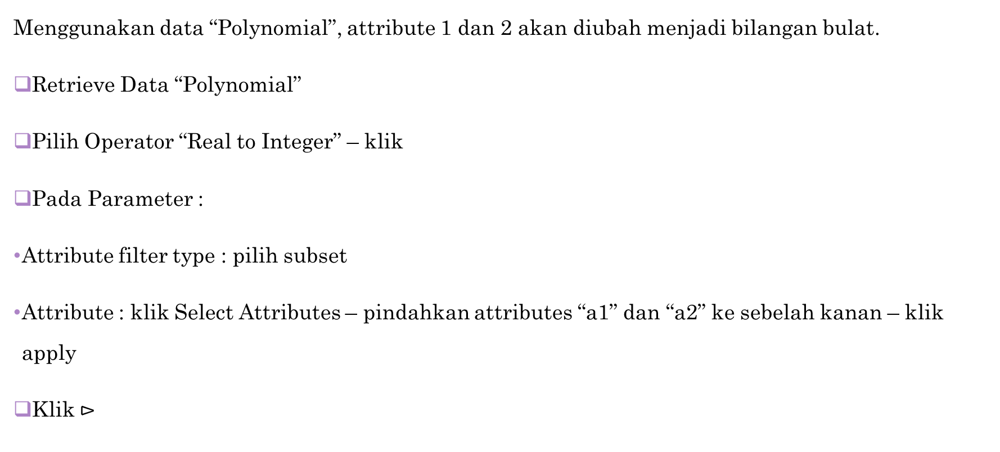 Menggunakan data “Polynomial”, attribute 1 dan 2 akan diubah menjadi bilangan bulat.
❑Retrieve Data “Polynomial”
❑Pilih Operator “Real to Integer” – klik
❑Pada Parameter :
•Attribute filter type : pilih subset
•Attribute : klik Select Attributes – pindahkan attributes “a1” dan “a2” ke sebelah kanan – klik
apply
❑Klik ⊳